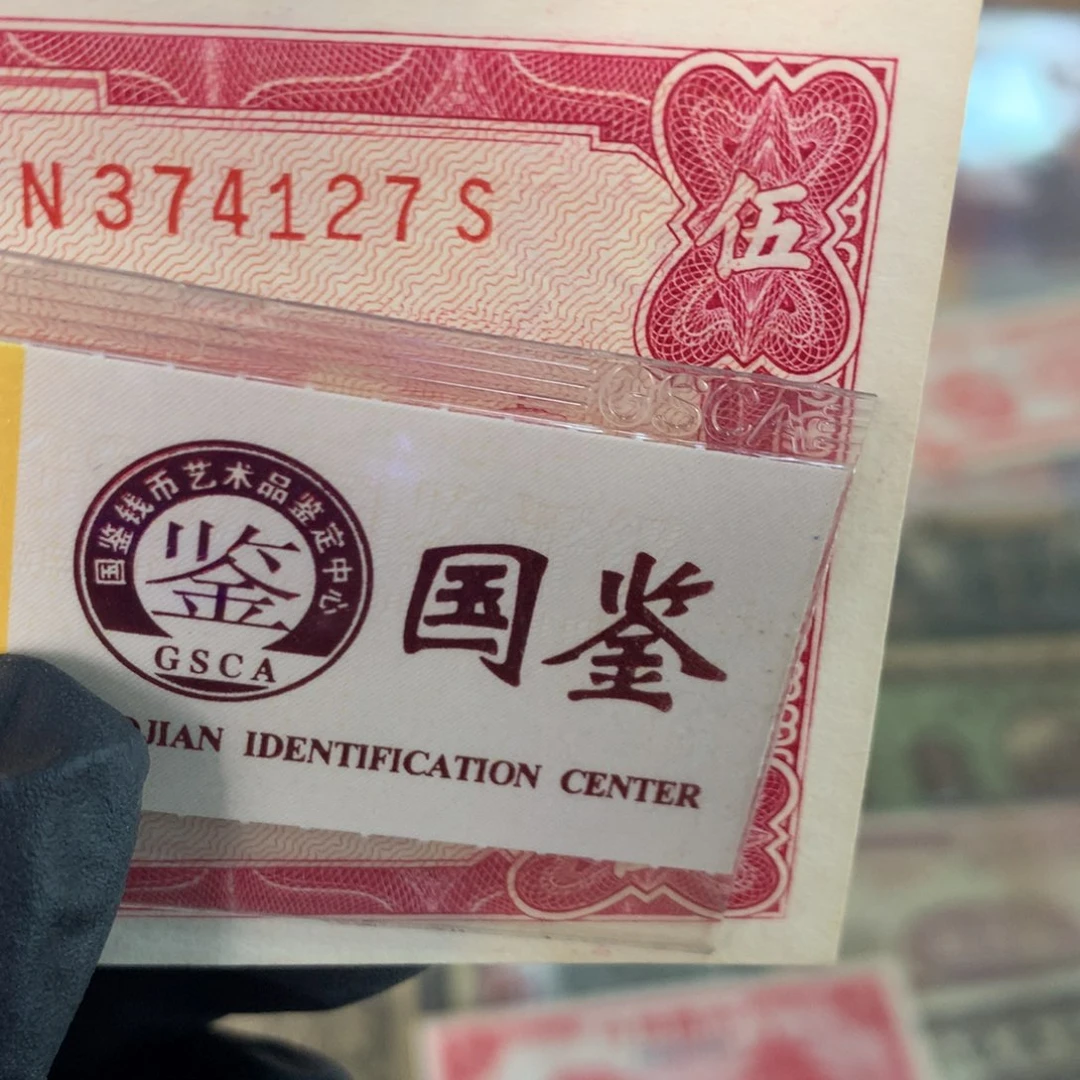 N374127S
伍
GSCA
国鉴钱币艺术品鉴定中心
鉴
GSCA
国鉴
JIAN IDENTIFICATION CENTER